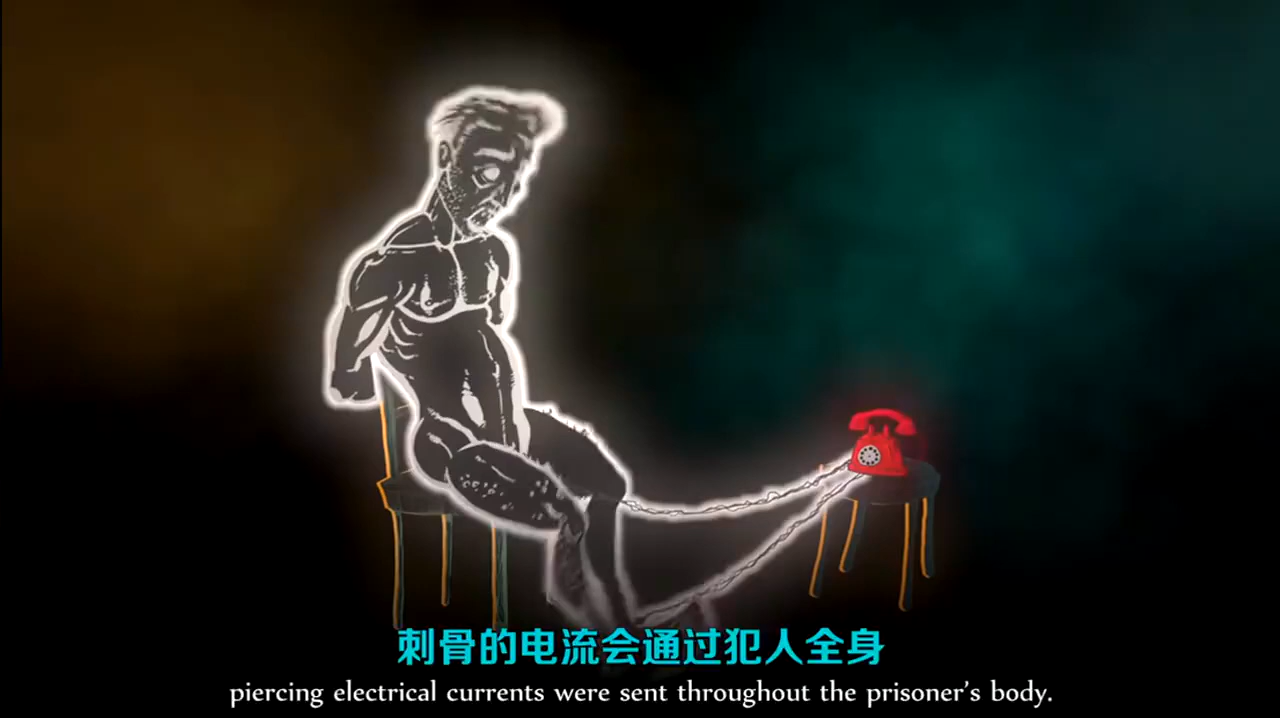 刺骨的电流会通过犯人全身
piercing electrical currents were sent throughout the prisoner's body.